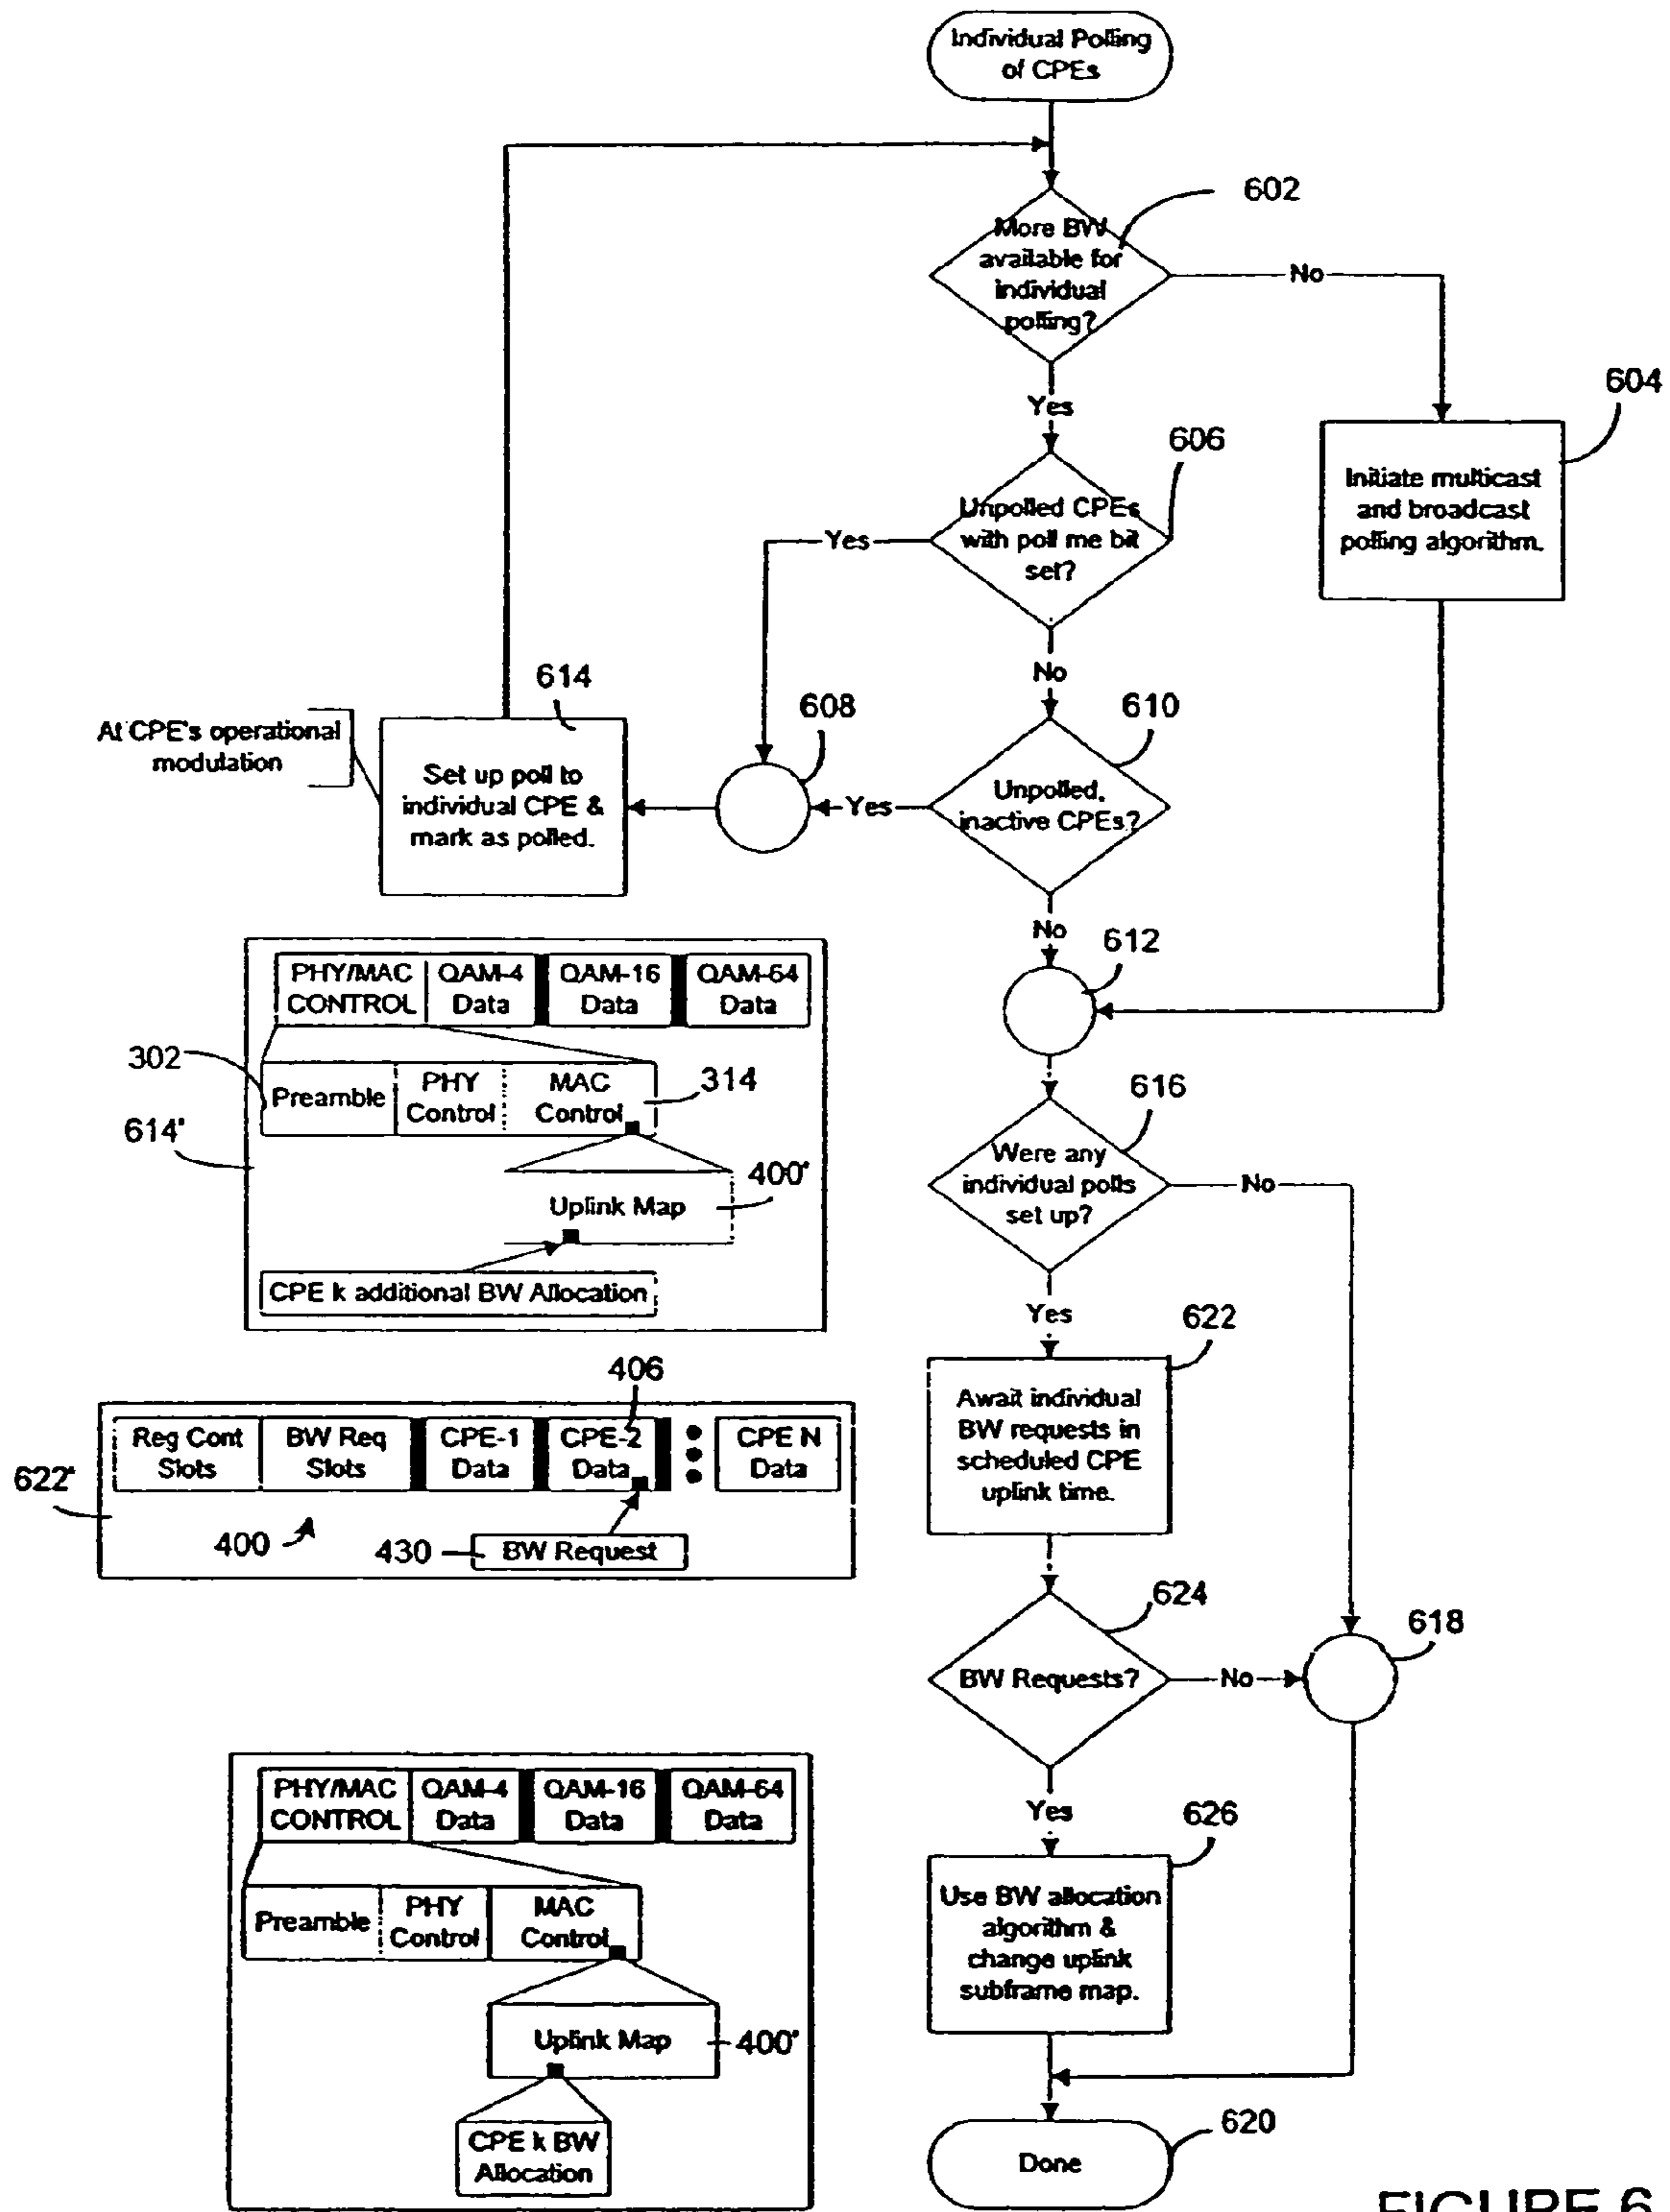 Individual Polling
of CPEs
602
More BW
available for
individual
polling?
No
Yes
604
Initiate multicast
and broadcast
polling algorithm.
606
Unpolled CPEs
with poll me bit
set?
Yes
No
614
At CPE's operational
modulation
Set up poll to
individual CPE &
mark as polled.
608
Yes
610
Unpolled,
inactive CPEs?
No
612
PHY/MAC
CONTROL
QAM-4
Data
QAM-16
Data
QAM-64
Data
302
Preamble
PHY
Control
MAC
Control
314
614'
Uplink Map
400'
CPE k additional BW Allocation
616
Were any
individual polls
set up?
No
Yes
406
Reg Cont
Slots
BW Req
Slots
CPE-1
Data
CPE-2
Data
CPE N
Data
622'
400
430
BW Request
622
Await individual
BW requests in
scheduled CPE
uplink time.
624
BW Requests?
No
618
Yes
PHY/MAC
CONTROL
QAM-4
Data
QAM-16
Data
QAM-64
Data
Preamble
PHY
Control
MAC
Control
Uplink Map
400'
CPE k BW
Allocation
626
Use BW allocation
algorithm &
change uplink
subframe map.
620
Done
FIGURE 6